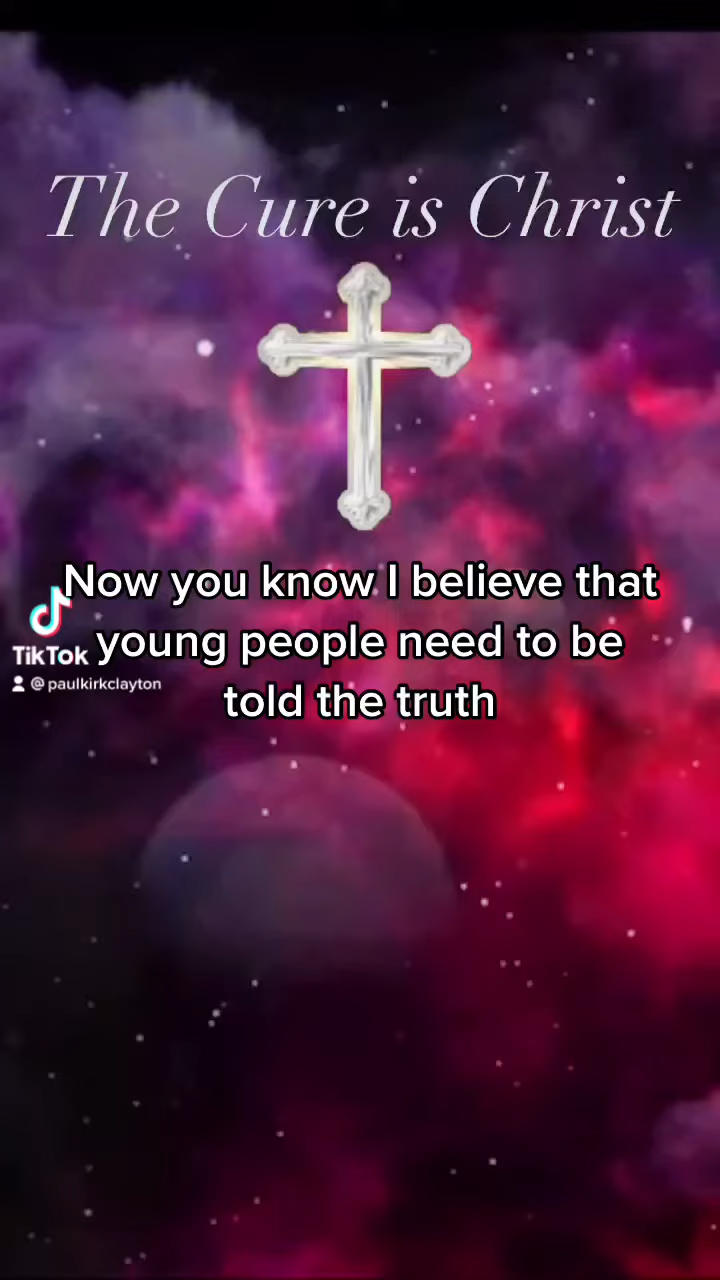 The Cure is Christ
Now you know I believe that
young people need to be
told the truth
TikTok
@paulkirkclayton